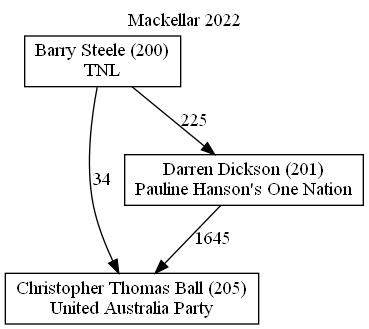 Mackellar 2022
Barry Steele (200)
TNL
225
Darren Dickson (201)
Pauline Hanson's One Nation
34
1645
Christopher Thomas Ball (205)
United Australia Party